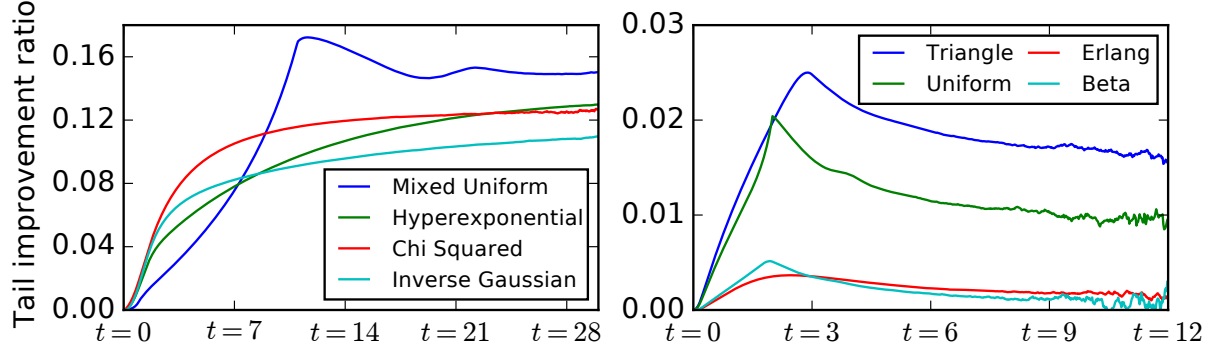 Tail improvement ratio
0.16
0.12
0.08
0.04
0.00
t = 0
t = 7
t = 14
t = 21
t = 28
Mixed Uniform
Hyperexponential
Chi Squared
Inverse Gaussian
0.03
0.02
0.01
0.00
t = 0
t = 3
t = 6
t = 9
t = 12
Triangle
Uniform
Erlang
Beta